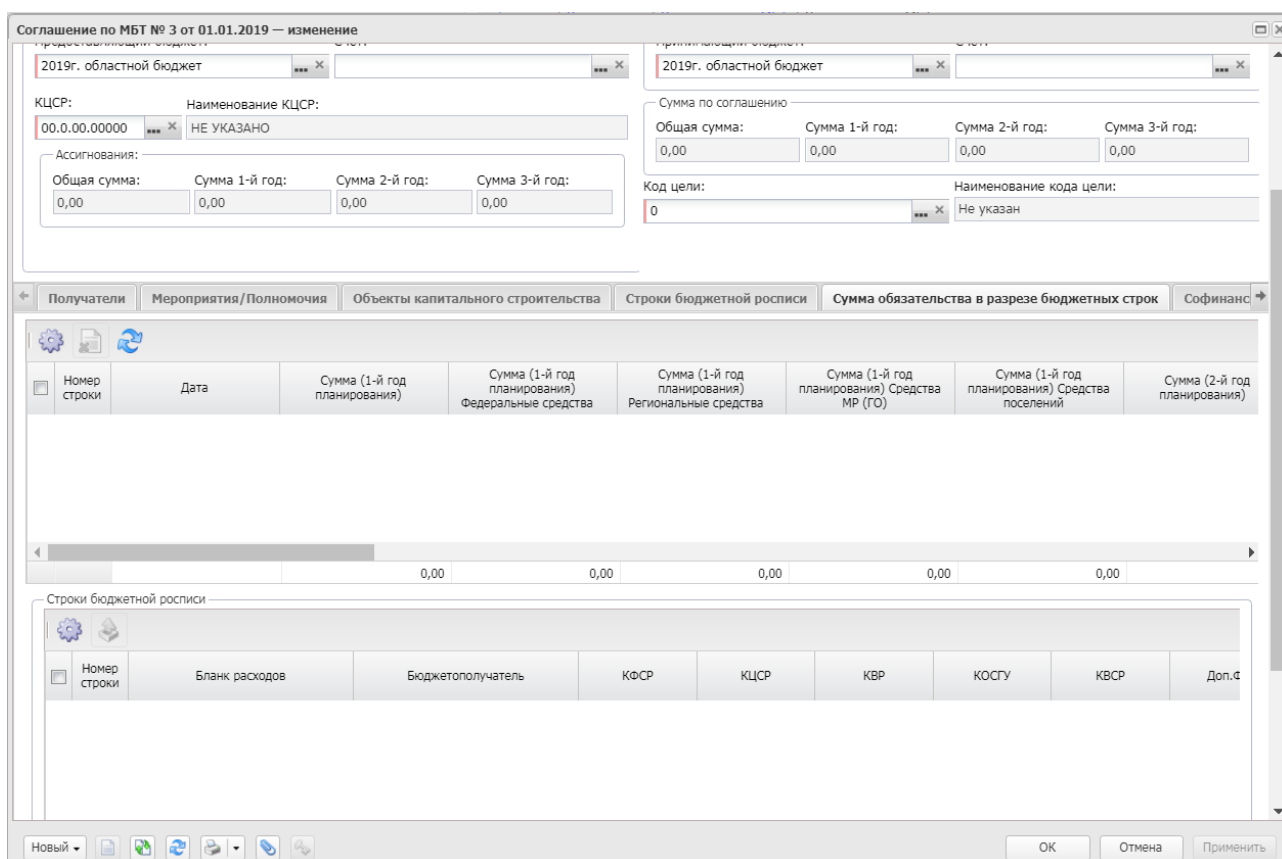 Соглашение по МБТ № 3 от 01.01.2019 — изменение
2019г. областной бюджет ... × ... × 2019г. областной бюджет ... × ... ×
КЦСР: Наименование КЦСР:
00.0.00.00000 ... × НЕ УКАЗАНО
Ассигнования:
Общая сумма: Сумма 1-й год: Сумма 2-й год: Сумма 3-й год:
0,00 0,00 0,00 0,00
Сумма по соглашению
Общая сумма: Сумма 1-й год: Сумма 2-й год: Сумма 3-й год:
0,00 0,00 0,00 0,00
Код цели: Наименование кода цели:
0 ... × Не указан
Получатели Мероприятия/Полномочия Объекты капитального строительства Строки бюджетной росписи Сумма обязательства в разрезе бюджетных строк Софинанс
Номер строки
Дата
Сумма (1-й год планирования)
Сумма (1-й год планирования) Федеральные средства
Сумма (1-й год планирования) Региональные средства
Сумма (1-й год планирования) Средства МР (ГО)
Сумма (1-й год планирования) Средства поселений
Сумма (2-й год планирования)
0,00 0,00 0,00 0,00 0,00
Строки бюджетной росписи
Номер строки
Бланк расходов
Бюджетополучатель
КФСР
КЦСР
КВР
КОСГУ
КВСР
Доп.Ф
Новый
ОК Отмена Применить